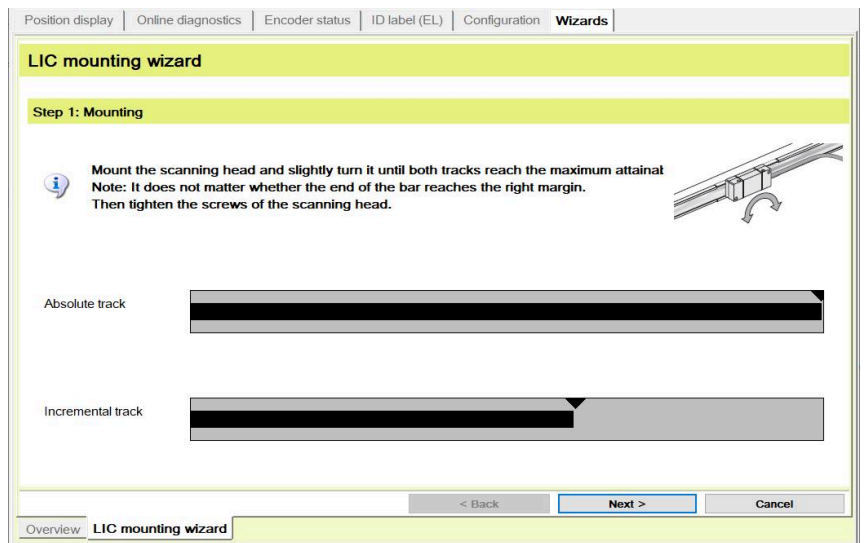 Position display Online diagnostics Encoder status ID label (EL) Configuration Wizards
LIC mounting wizard
Step 1: Mounting
Mount the scanning head and slightly turn it until both tracks reach the maximum attainab
Note: It does not matter whether the end of the bar reaches the right margin.
Then tighten the screws of the scanning head.
Absolute track
Incremental track
< Back Next > Cancel
Overview LIC mounting wizard